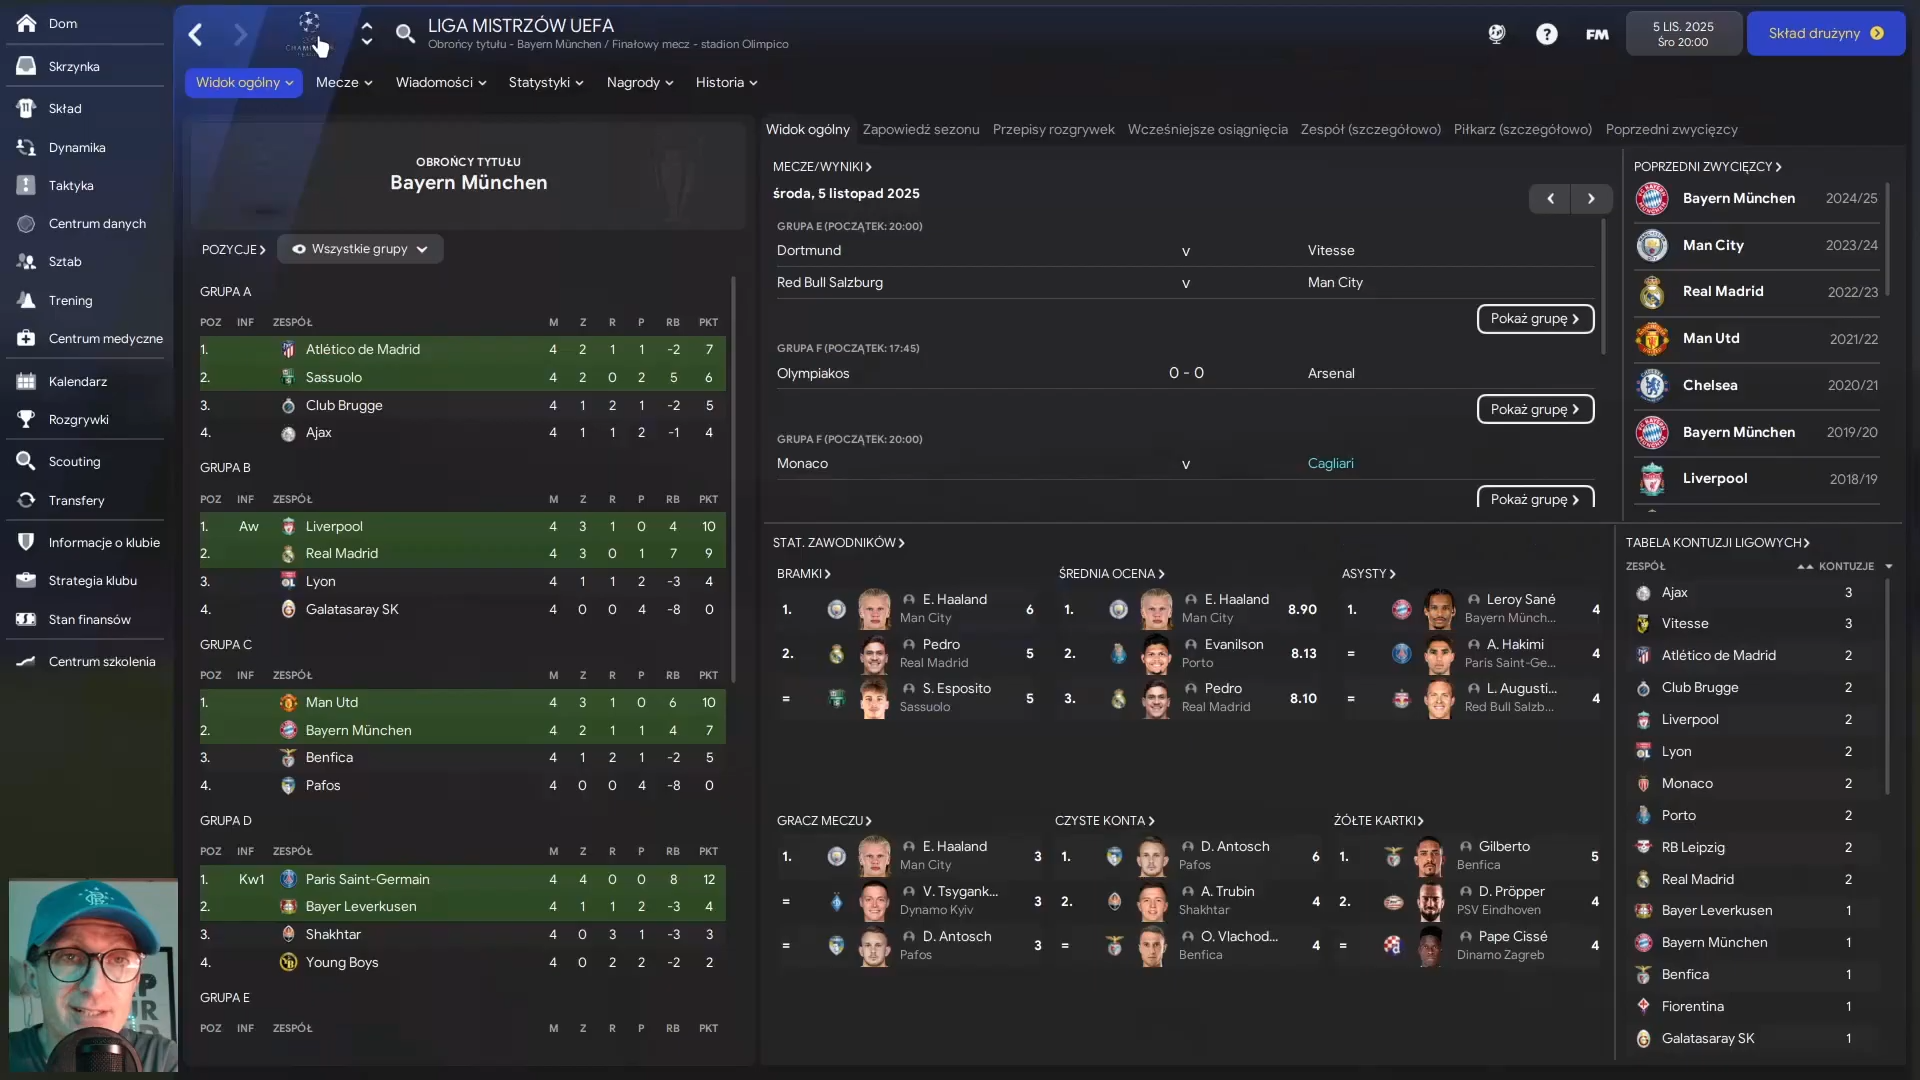 Dom
Skrzynka
Skład
Dynamika
Taktyka
Centrum danych
Sztab
Trening
Centrum medyczne
Kalendarz
Rozgrywki
Scouting
Transfery
Informacje o klubie
Strategia klubu
Stan finansów
Centrum szkolenia
LIGA MISTRZÓW UEFA
Obrońcy tytułu - Bayern München / Finałowy mecz - stadion Olimpico
FM
5 LIS. 2025
Śro 20:00
Skład drużyny
Widok ogólny Mecze Wiadomości Statystyki Nagrody Historia
OBROŃCY TYTUŁU
Bayern München
POZYCJE Wszystkie grupy
GRUPA A
POZ INF ZESPÓŁ M Z R P RB PKT
1. Atlético de Madrid 4 2 1 1 -2 7
2. Sassuolo 4 2 0 2 5 6
3. Club Brugge 4 1 2 1 -2 5
4. Ajax 4 1 1 2 -1 4
GRUPA B
POZ INF ZESPÓŁ M Z R P RB PKT
1. Aw Liverpool 4 3 1 0 4 10
2. Real Madrid 4 3 0 1 7 9
3. Lyon 4 1 1 2 -3 4
4. Galatasaray SK 4 0 0 4 -8 0
GRUPA C
POZ INF ZESPÓŁ M Z R P RB PKT
1. Man Utd 4 3 1 0 6 10
2. Bayern München 4 2 1 1 4 7
3. Benfica 4 1 2 1 -2 5
4. Pafos 4 0 0 4 -8 0
GRUPA D
POZ INF ZESPÓŁ M Z R P RB PKT
1. Kw1 Paris Saint-Germain 4 4 0 0 8 12
2. Bayer Leverkusen 4 1 1 2 -3 4
3. Shakhtar 4 0 3 1 -3 3
4. Young Boys 4 0 2 2 -2 2
GRUPA E
POZ INF ZESPÓŁ M Z R P RB PKT
Widok ogólny Zapowiedź sezonu Przepisy rozgrywek Wcześniejsze osiągnięcia Zespół (szczegółowo) Piłkarz (szczegółowo) Poprzedni zwycięzcy
MECZE/WYNIKI
środa, 5 listopad 2025
GRUPA E (POCZĄTEK: 20:00)
Dortmund v Vitesse
Red Bull Salzburg v Man City
Pokaż grupę
GRUPA F (POCZĄTEK: 17:45)
Olympiakos 0 - 0 Arsenal
Pokaż grupę
GRUPA F (POCZĄTEK: 20:00)
Monaco v Cagliari
Pokaż grupę
POPRZEDNI ZWYCIĘZCY
Bayern München 2024/25
Man City 2023/24
Real Madrid 2022/23
Man Utd 2021/22
Chelsea 2020/21
Bayern München 2019/20
Liverpool 2018/19
STAT. ZAWODNIKÓW
BRAMKI
1. E. Haaland 6
Man City
2. Pedro 5
Real Madrid
= S. Esposito 5
Sassuolo
ŚREDNIA OCENA
1. E. Haaland 8.90
Man City
2. Evanilson 8.13
Porto
3. Pedro 8.10
Real Madrid
ASYSTY
1. Leroy Sané 4
Bayern Münch...
= A. Hakimi 4
Paris Saint-Ge...
= L. Augusti... 4
Red Bull Salzb...
GRACZ MECZU
1. E. Haaland 3
Man City
= V. Tsygank... 3
Dynamo Kyiv
= D. Antosch 3
Pafos
CZYSTE KONTA
1. D. Antosch 6
Pafos
2. A. Trubin 4
Shakhtar
= O. Vlachod... 4
Benfica
ŻÓŁTE KARTKI
1. Gilberto 5
Benfica
2. D. Pröpper 4
PSV Eindhoven
= Pape Cissé 4
Dinamo Zagreb
TABELA KONTUZJI LIGOWYCH
ZESPÓŁ KONTUZJE
Ajax 3
Vitesse 3
Atlético de Madrid 2
Club Brugge 2
Liverpool 2
Lyon 2
Monaco 2
Porto 2
RB Leipzig 2
Real Madrid 2
Bayer Leverkusen 1
Bayern München 1
Benfica 1
Fiorentina 1
Galatasaray SK 1